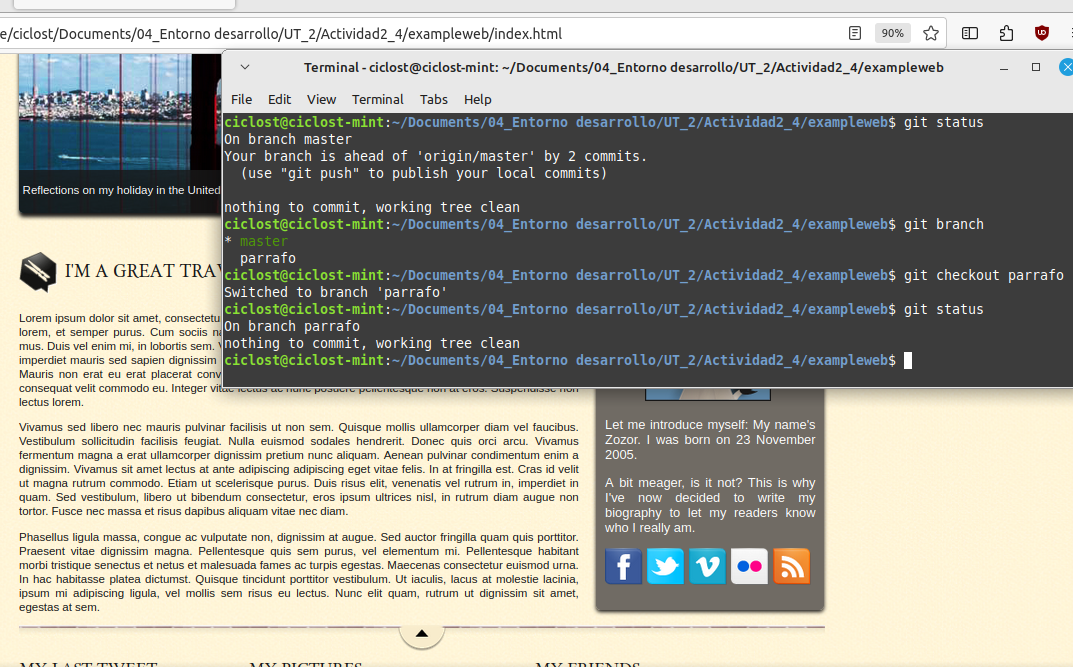 e/ciclost/Documents/04_Entorno desarrollo/UT_2/Actividad2_4/exampleweb/index.html
90%
Terminal - ciclost@ciclost-mint: ~/Documents/04_Entorno desarrollo/UT_2/Actividad2_4/exampleweb
File Edit View Terminal Tabs Help
ciclost@ciclost-mint:~/Documents/04_Entorno desarrollo/UT_2/Actividad2_4/exampleweb$ git status
On branch master
Your branch is ahead of 'origin/master' by 2 commits.
(use "git push" to publish your local commits)
nothing to commit, working tree clean
ciclost@ciclost-mint:~/Documents/04_Entorno desarrollo/UT_2/Actividad2_4/exampleweb$ git branch
* master
parrafo
ciclost@ciclost-mint:~/Documents/04_Entorno desarrollo/UT_2/Actividad2_4/exampleweb$ git checkout parrafo
Switched to branch 'parrafo'
ciclost@ciclost-mint:~/Documents/04_Entorno desarrollo/UT_2/Actividad2_4/exampleweb$ git status
On branch parrafo
nothing to commit, working tree clean
ciclost@ciclost-mint:~/Documents/04_Entorno desarrollo/UT_2/Actividad2_4/exampleweb$
Reflections on my holiday in the United
I'M A GREAT TRA
Lorem ipsum dolor sit amet, consectetu
lorem, et semper purus. Cum sociis na
mus. Duis vel enim mi, in lobortis sem.
imperdiet mauris sed sapien dignissim
Mauris non erat eu erat placerat conv
consequat velit commodo eu. Integer vitae lectus ac nunc posuere pellentesque non at eros. Suspendisse non
lectus lorem.
Vivamus sed libero nec mauris pulvinar facilisis ut non sem. Quisque mollis ullamcorper diam vel faucibus.
Vestibulum sollicitudin facilisis feugiat. Nulla euismod sodales hendrerit. Donec quis orci arcu. Vivamus
fermentum magna a erat ullamcorper dignissim pretium nunc aliquam. Aenean pulvinar condimentum enim a
dignissim. Vivamus sit amet lectus at ante adipiscing adipiscing eget vitae felis. In at fringilla est. Cras id velit
ut magna rutrum commodo. Etiam ut scelerisque purus. Duis risus elit, venenatis vel rutrum in, imperdiet in
quam. Sed vestibulum, libero ut bibendum consectetur, eros ipsum ultrices nisl, in rutrum diam augue non
tortor. Fusce nec massa et risus dapibus aliquam vitae nec diam.
Phasellus ligula massa, congue ac vulputate non, dignissim at augue. Sed auctor fringilla quam quis porttitor.
Praesent vitae dignissim magna. Pellentesque quis sem purus, vel elementum mi. Pellentesque habitant
morbi tristique senectus et netus et malesuada fames ac turpis egestas. Maecenas consectetur euismod urna.
In hac habitasse platea dictumst. Quisque tincidunt porttitor vestibulum. Ut iaculis, lacus at molestie lacinia,
ipsum mi adipiscing ligula, vel mollis sem risus eu lectus. Nunc elit quam, rutrum ut dignissim sit amet,
egestas at sem.
Let me introduce myself: My name's
Zozor. I was born on 23 November
2005.
A bit meager, is it not? This is why
I've now decided to write my
biography to let my readers know
who I really am.
MY LAST TWEET MY PICTURES MY FRIENDS